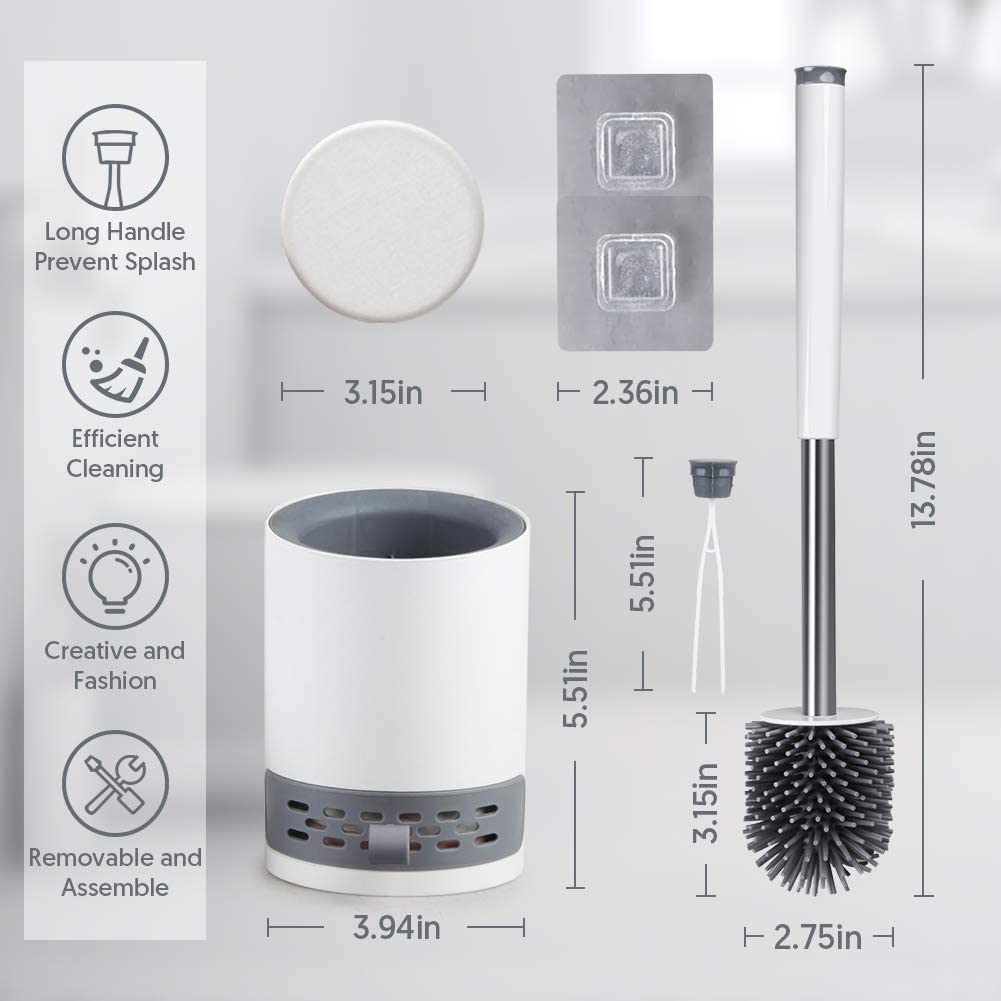 Long Handle
Prevent Splash
Efficient
Cleaning
Creative and
Fashion
Removable and
Assemble
3.15in
2.36in
13.78in
5.51in
5.51in
3.15in
3.94in
2.75in